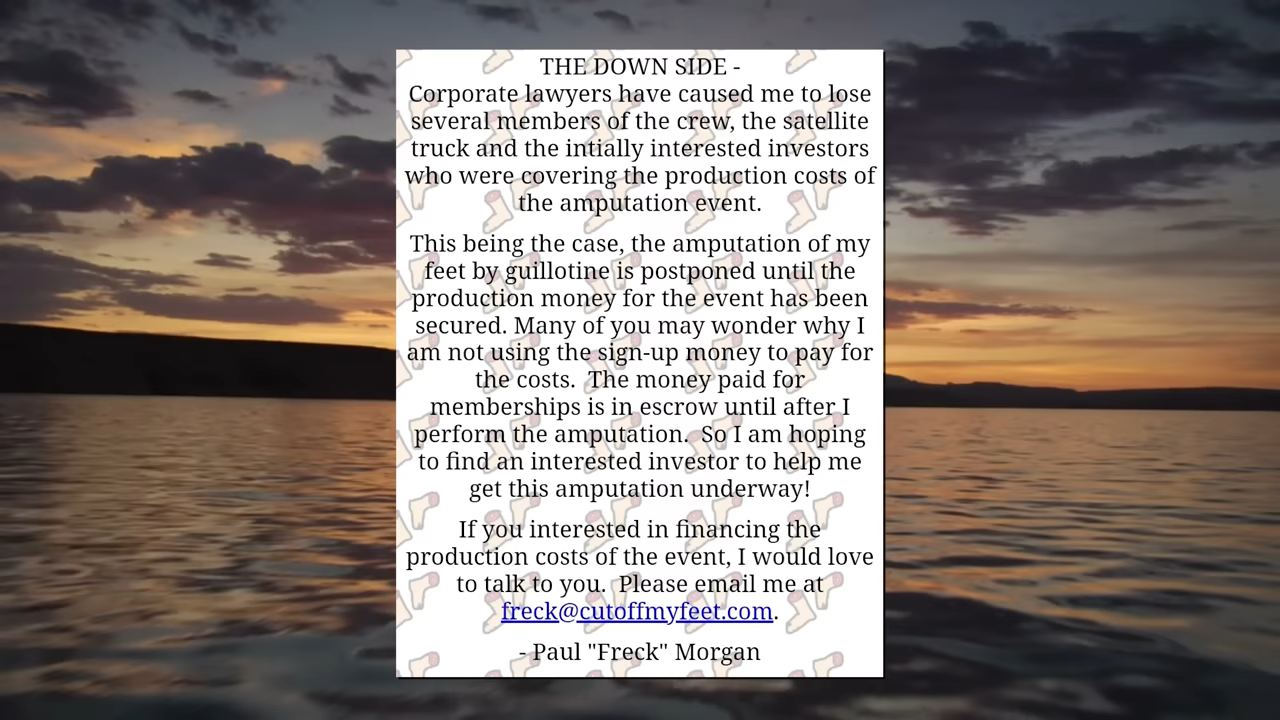 THE DOWN SIDE -
Corporate lawyers have caused me to lose
several members of the crew, the satellite
truck and the intially interested investors
who were covering the production costs of
the amputation event.
This being the case, the amputation of my
feet by guillotine is postponed until the
production money for the event has been
secured. Many of you may wonder why I
am not using the sign-up money to pay for
the costs.  The money paid for
memberships is in escrow until after I
perform the amputation.  So I am hoping
to find an interested investor to help me
get this amputation underway!
If you interested in financing the
production costs of the event, I would love
to talk to you.  Please email me at
freck@cutoffmyfeet.com.
- Paul "Freck" Morgan